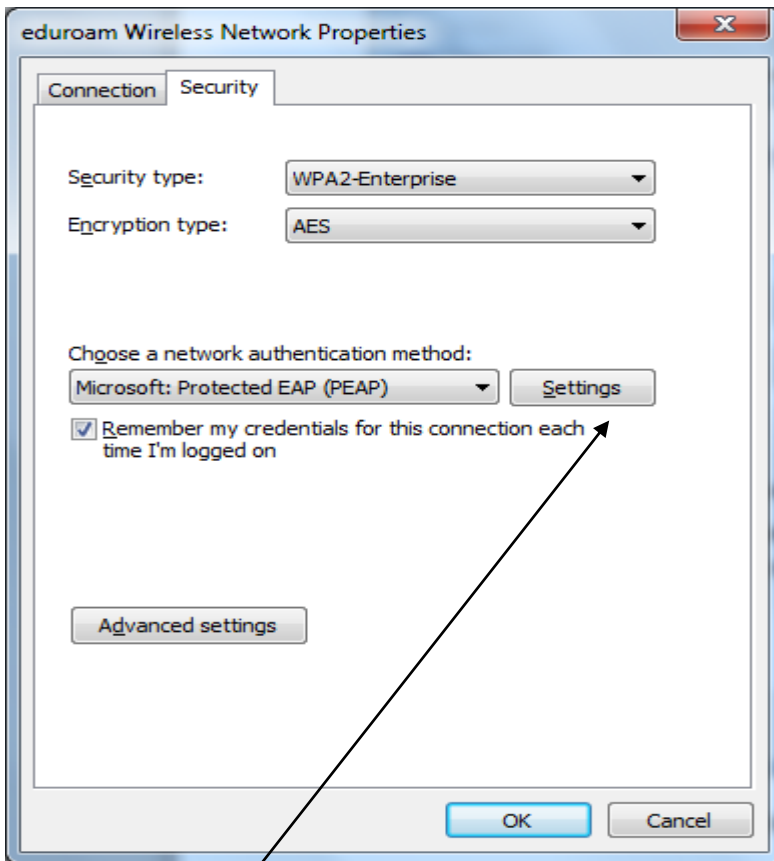 eduroam Wireless Network Properties
Connection Security
Security type: WPA2-Enterprise
Encryption type: AES
Choose a network authentication method:
Microsoft: Protected EAP (PEAP) Settings
Remember my credentials for this connection each
time I'm logged on
Advanced settings
OK Cancel